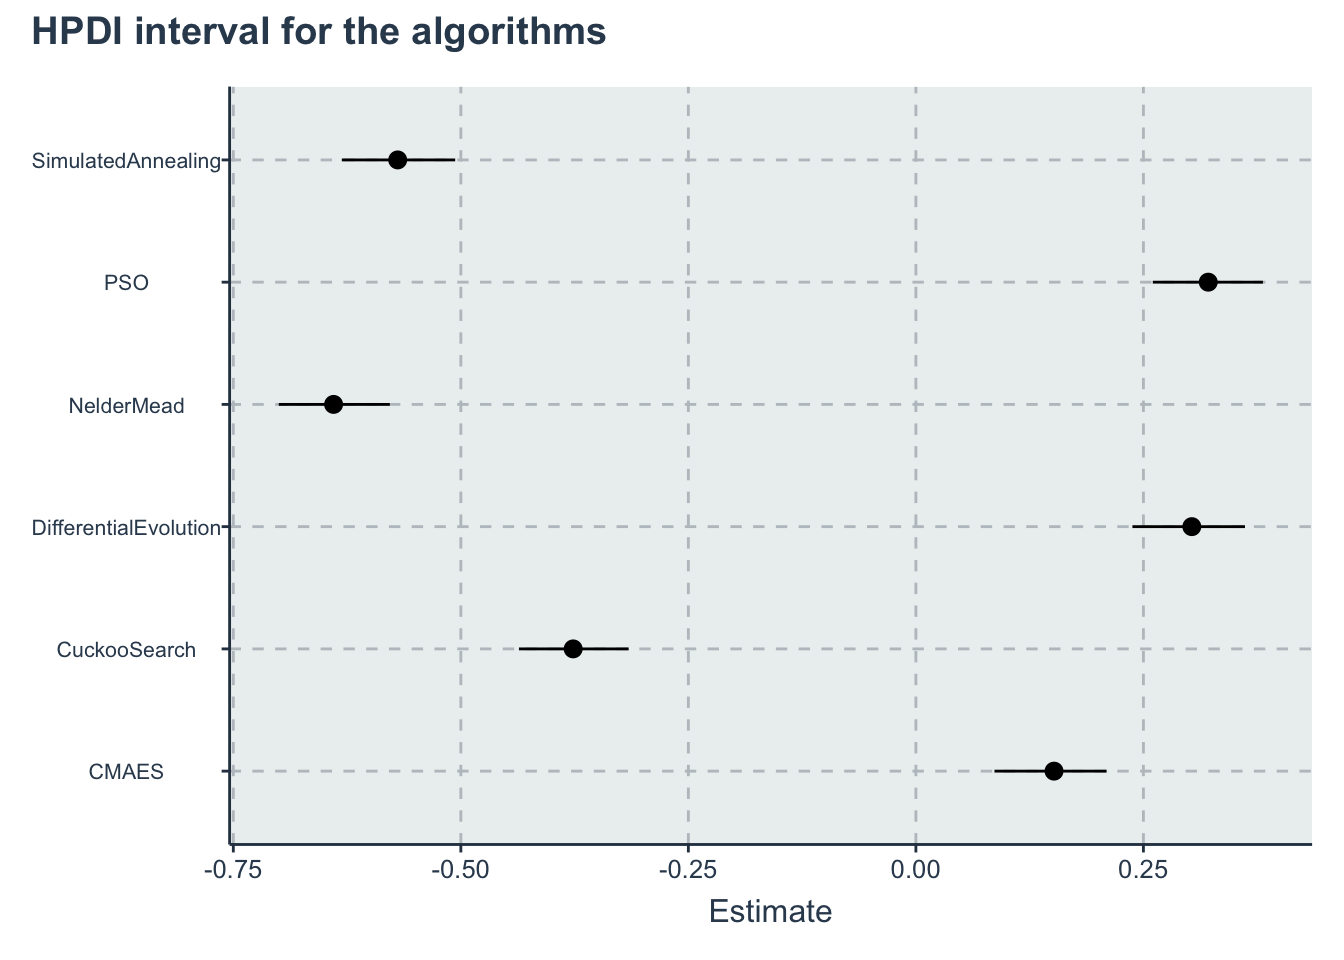 HPDI interval for the algorithms
SimulatedAnnealing
PSO
NelderMead
DifferentialEvolution
CuckooSearch
CMAES
-0.75 -0.50 -0.25 0.00 0.25
Estimate